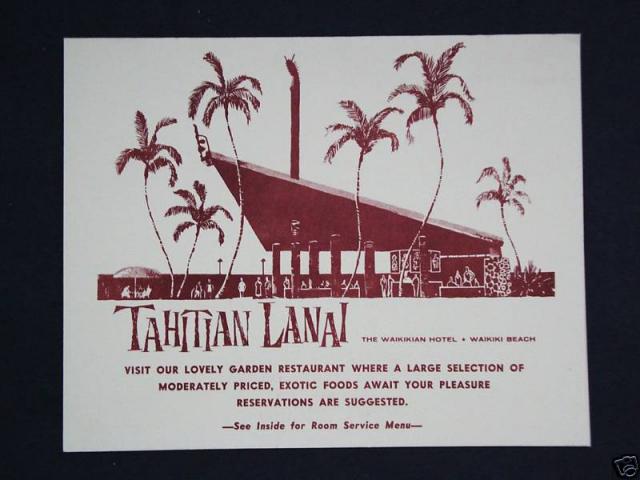 TAHITIAN LANAI
THE WAIKIKIAN HOTEL • WAIKIKI BEACH
VISIT OUR LOVELY GARDEN RESTAURANT WHERE A LARGE SELECTION OF
MODERATELY PRICED, EXOTIC FOODS AWAIT YOUR PLEASURE
RESERVATIONS ARE SUGGESTED.
—See Inside for Room Service Menu—